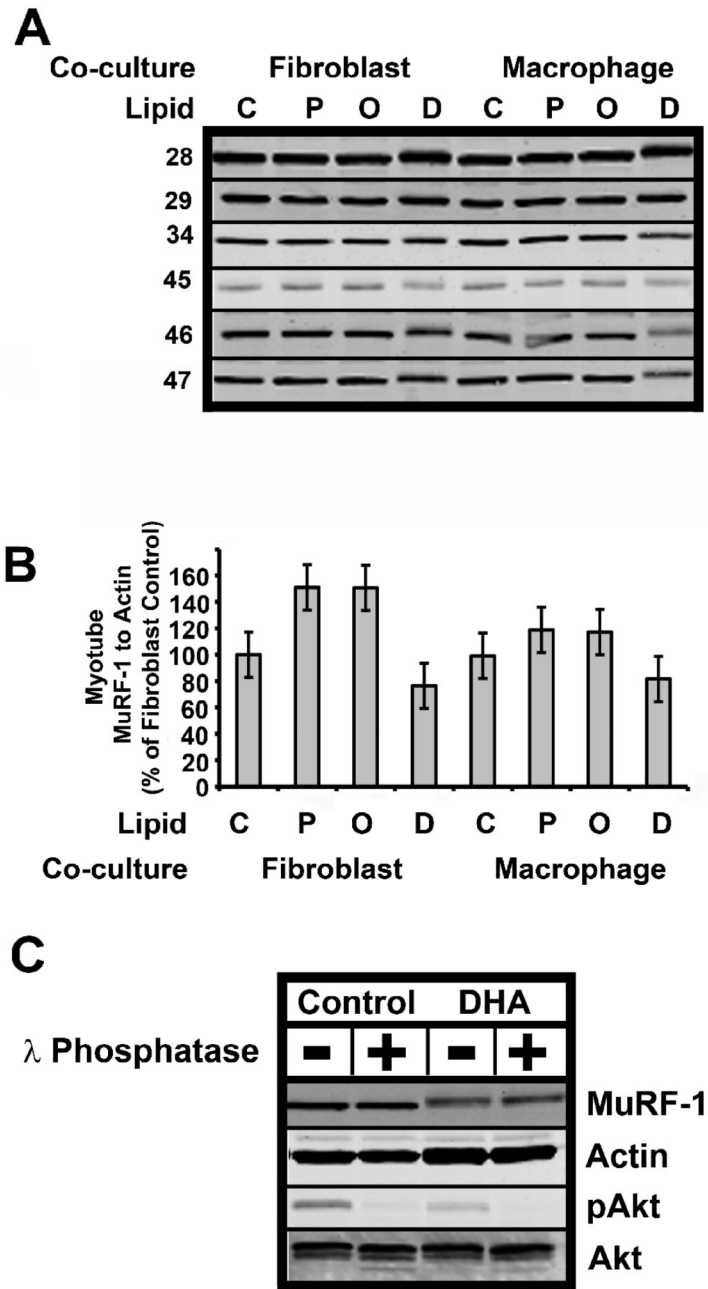 A
Co-culture Fibroblast Macrophage
Lipid C P O D C P O D
28
29
34
45
46
47
B
Myotube
MuRF-1 to Actin
(% of Fibroblast Control)
160
140
120
100
80
60
40
20
0
Lipid C P O D C P O D
Co-culture Fibroblast Macrophage
C
Control DHA
λ Phosphatase - + - +
MuRF-1
Actin
pAkt
Akt